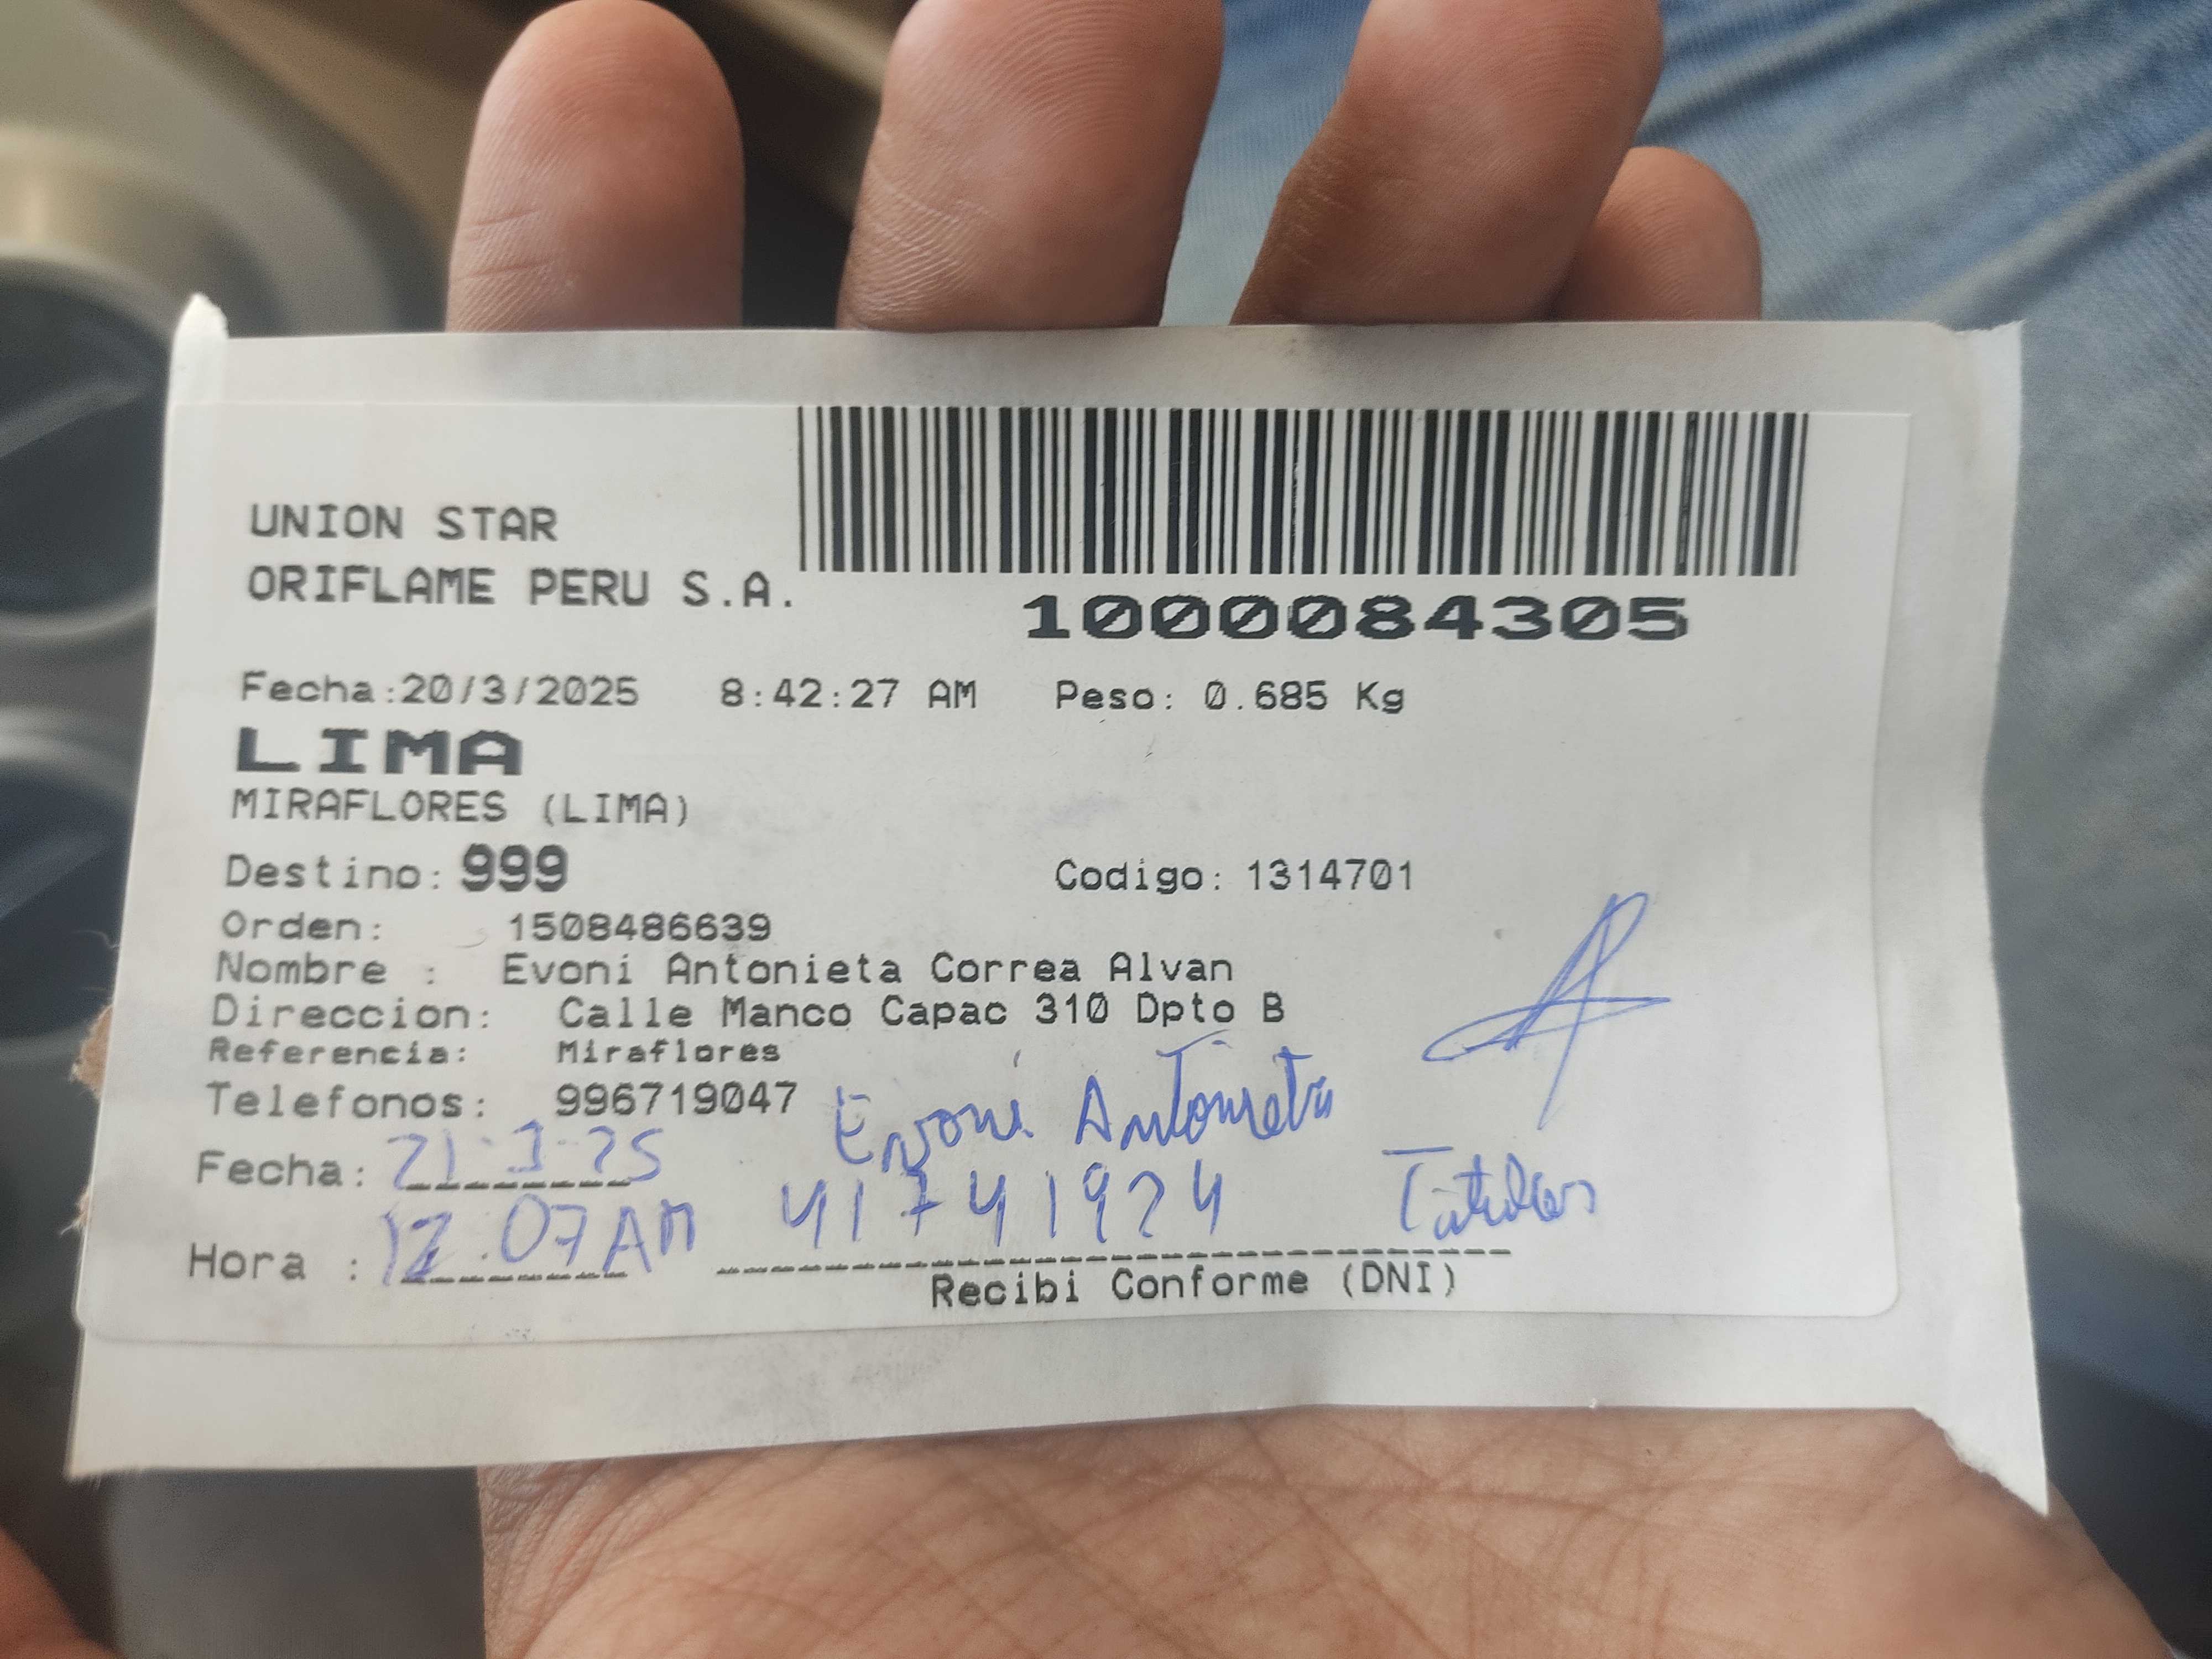 UNION STAR
ORIFLAME PERU S.A.
1000084305
Fecha:20/3/2025 8:42:27 AM Peso: 0.685 Kg
LIMA
MIRAFLORES (LIMA)
Destino: 999 Codigo: 1314701
Orden: 1508486639
Nombre : Evoni Antonieta Correa Alvan
Direccion: Calle Manco Capac 310 Dpto B
Referencia: Miraflores
Telefonos: 996719047 Evoni Antonieta
Fecha: 21-3-25 41741924 Titular
Hora : 12.07 AM
Recibi Conforme (DNI)